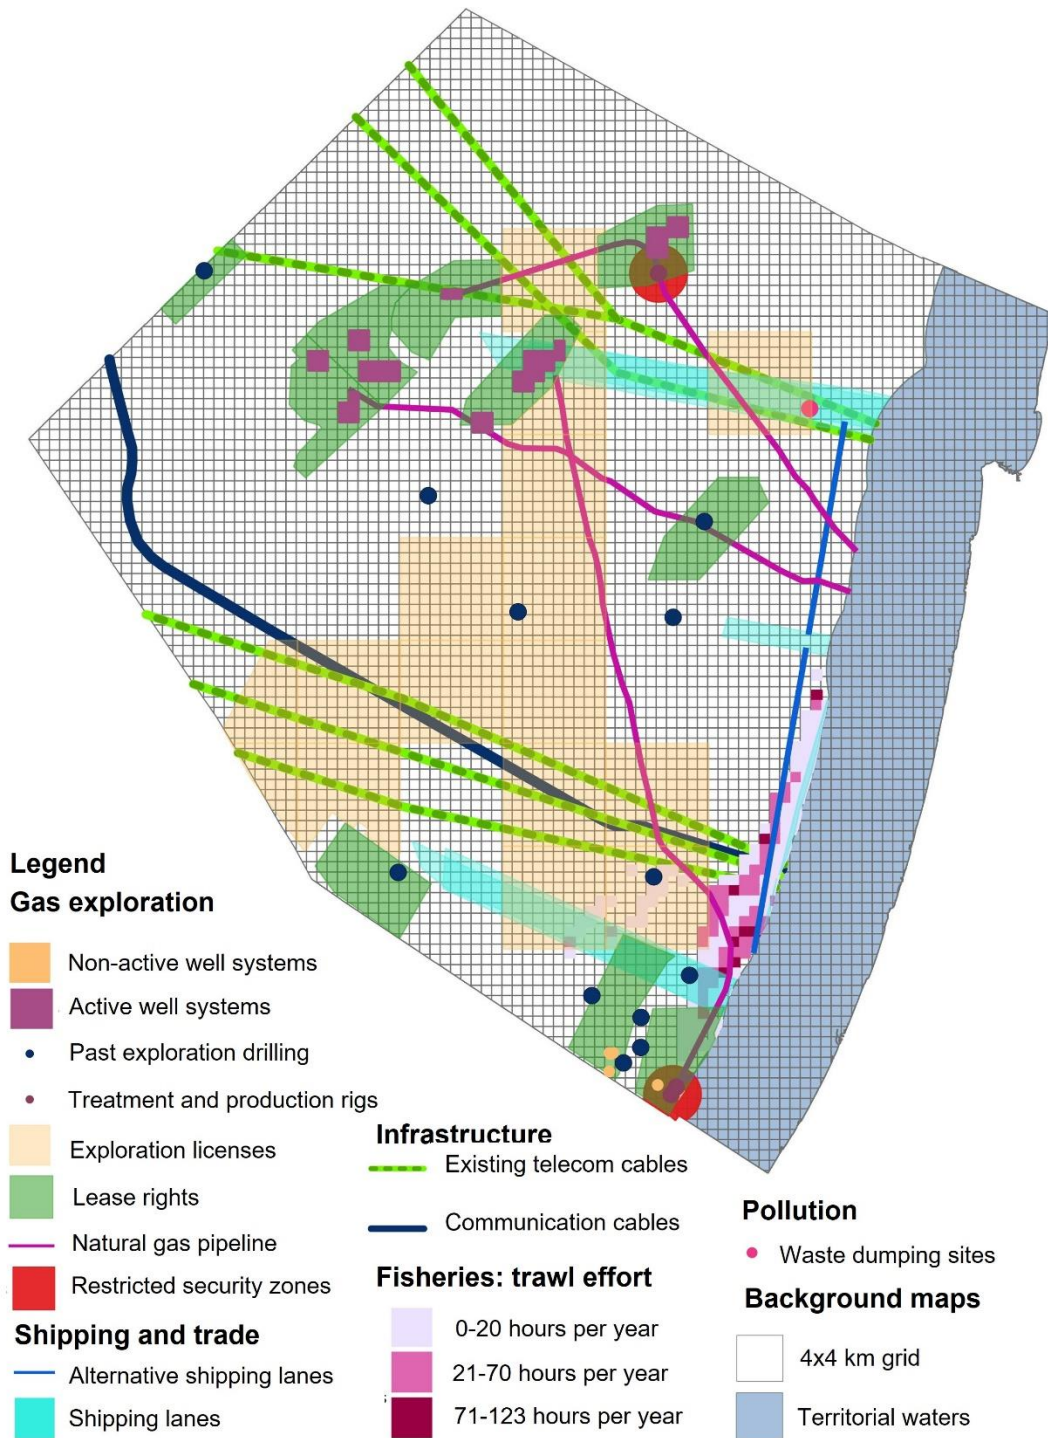 Legend
Gas exploration
Non-active well systems
Active well systems
Past exploration drilling
Treatment and production rigs
Exploration licenses
Lease rights
Natural gas pipeline
Restricted security zones
Shipping and trade
Alternative shipping lanes
Shipping lanes
Infrastructure
Existing telecom cables
Communication cables
Fisheries: trawl effort
0-20 hours per year
21-70 hours per year
71-123 hours per year
Pollution
Waste dumping sites
Background maps
4x4 km grid
Territorial waters